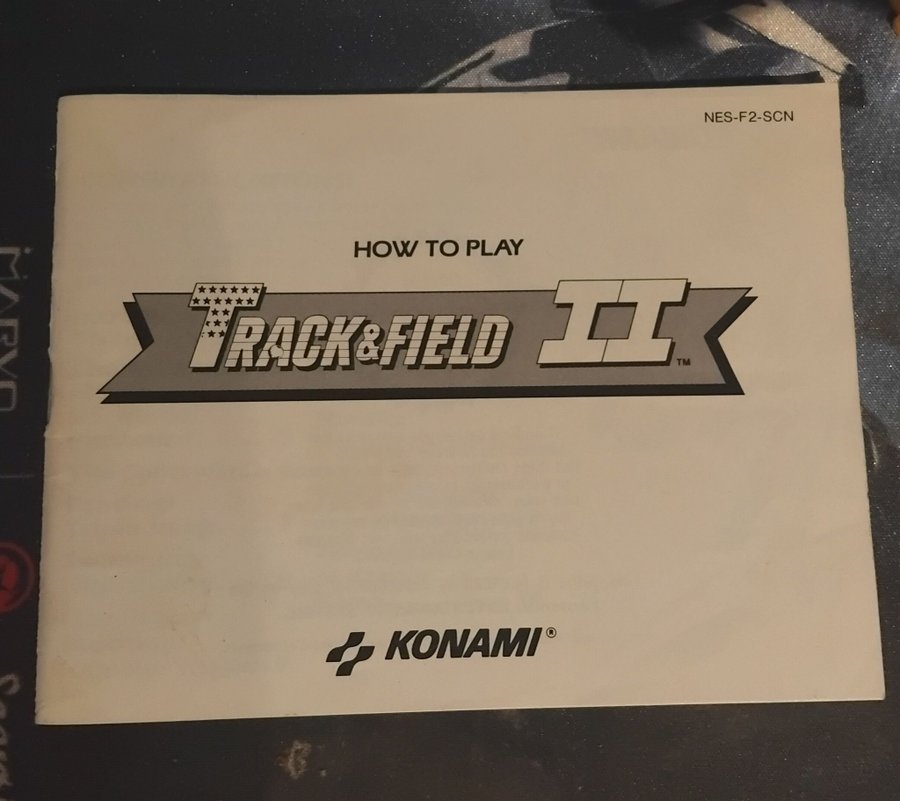 NES-F2-SCN
HOW TO PLAY
TRACK & FIELD II ™
KONAMI®